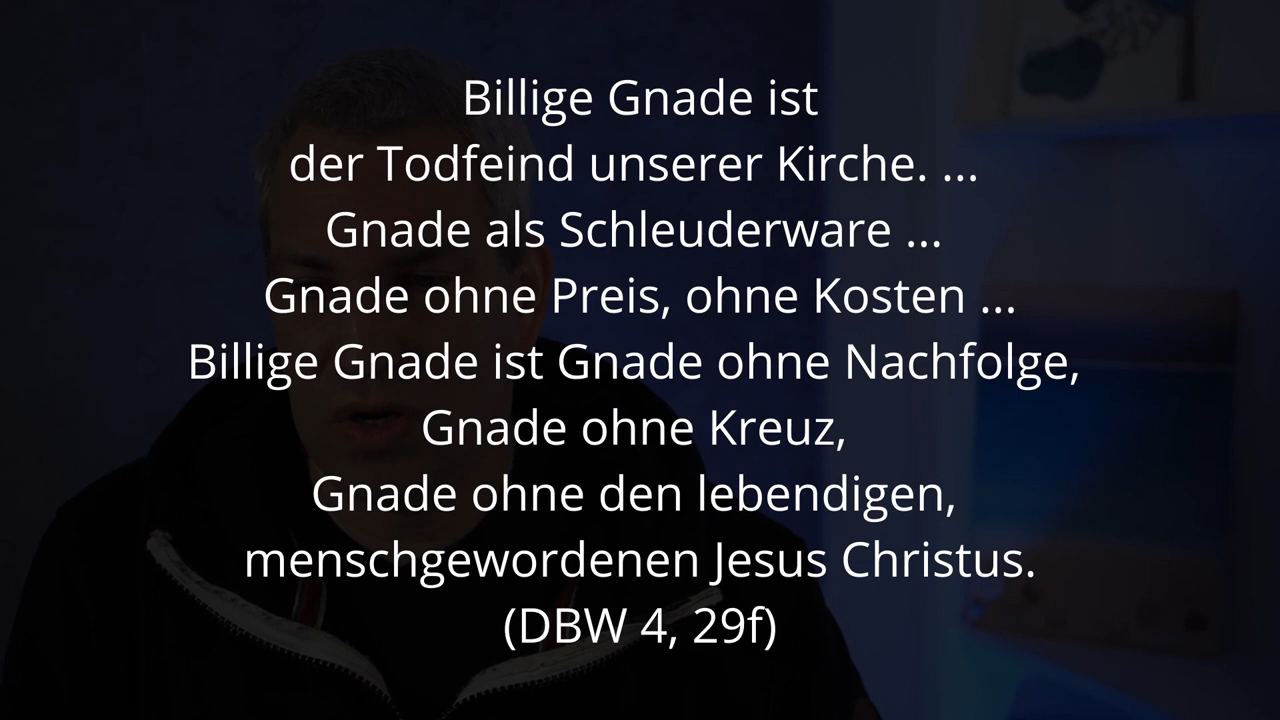 Billige Gnade ist
der Todfeind unserer Kirche. ...
Gnade als Schleuderware ...
Gnade ohne Preis, ohne Kosten ...
Billige Gnade ist Gnade ohne Nachfolge,
Gnade ohne Kreuz,
Gnade ohne den lebendigen,
menschgewordenen Jesus Christus.
(DBW 4, 29f)